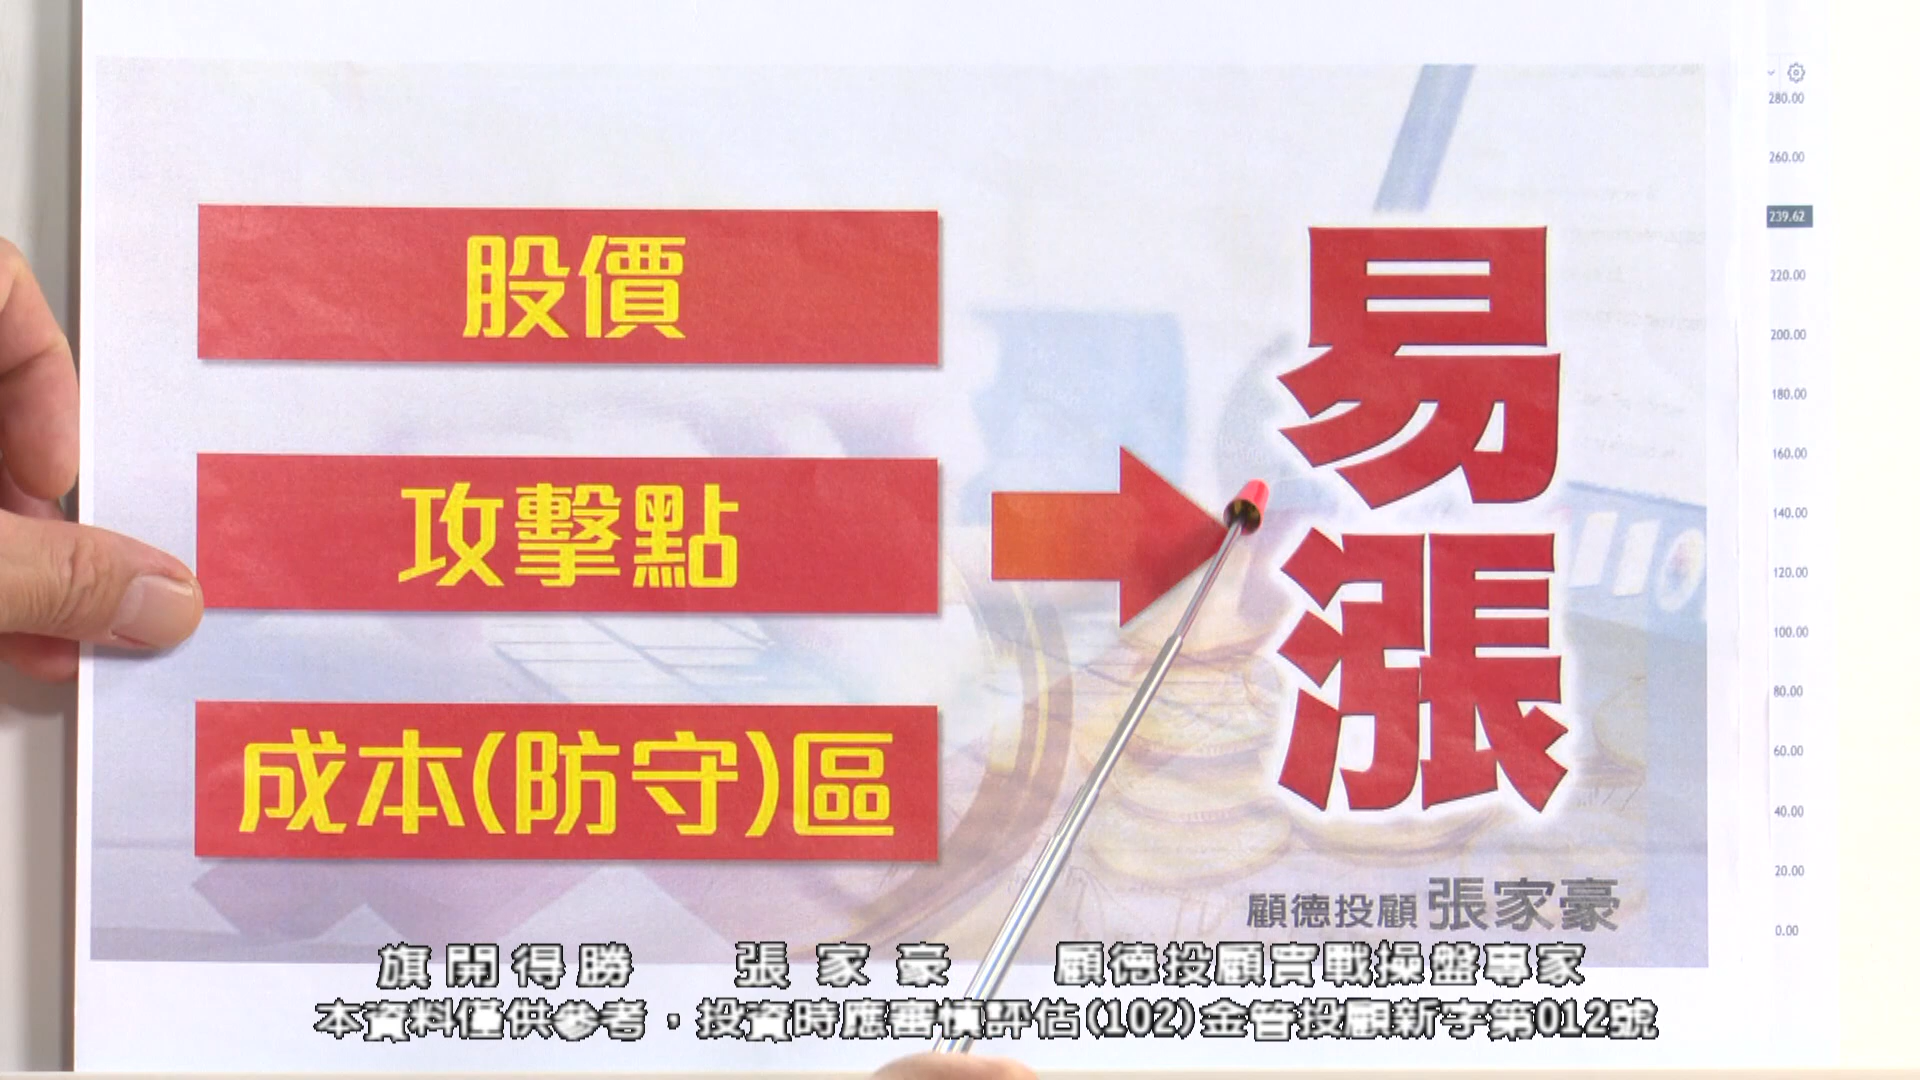 股價
攻擊點
成本(防守)區
易漲
顧德投顧 張家豪
280.00
260.00
239.62
220.00
200.00
180.00
160.00
140.00
120.00
100.00
80.00
60.00
40.00
20.00
0.00
旗開得勝 張家豪 顧德投顧實戰操盤專家
本資料僅供參考，投資時應審慎評估(102)金管投顧新字第012號